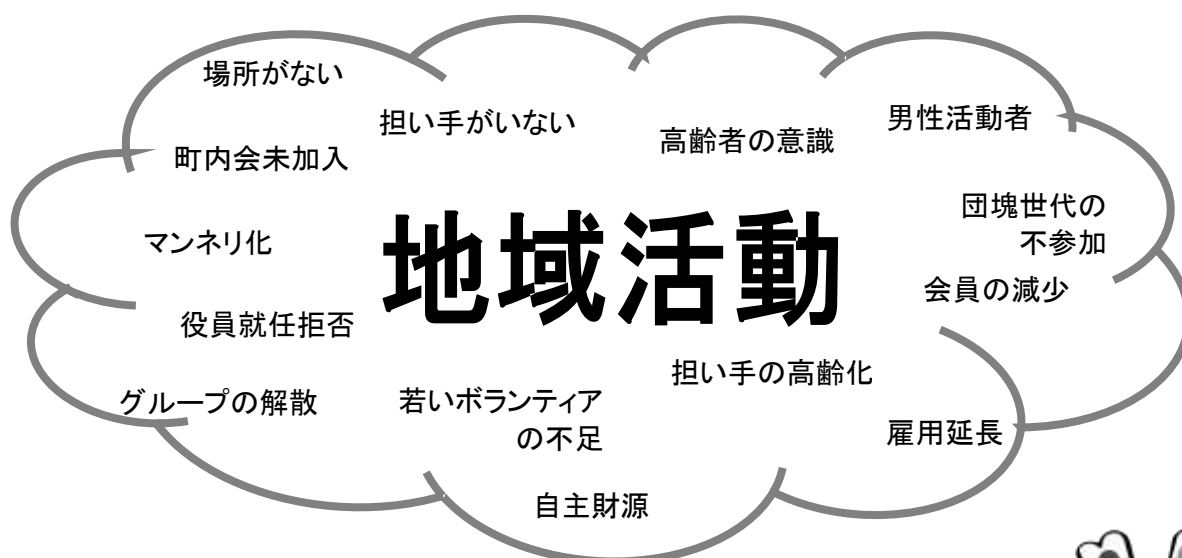 場所がない
担い手がいない
高齢者の意識
男性活動者
町内会未加入
団塊世代の
不参加
マンネリ化
地域活動
会員の減少
役員就任拒否
担い手の高齢化
グループの解散
若いボランティア
の不足
雇用延長
自主財源